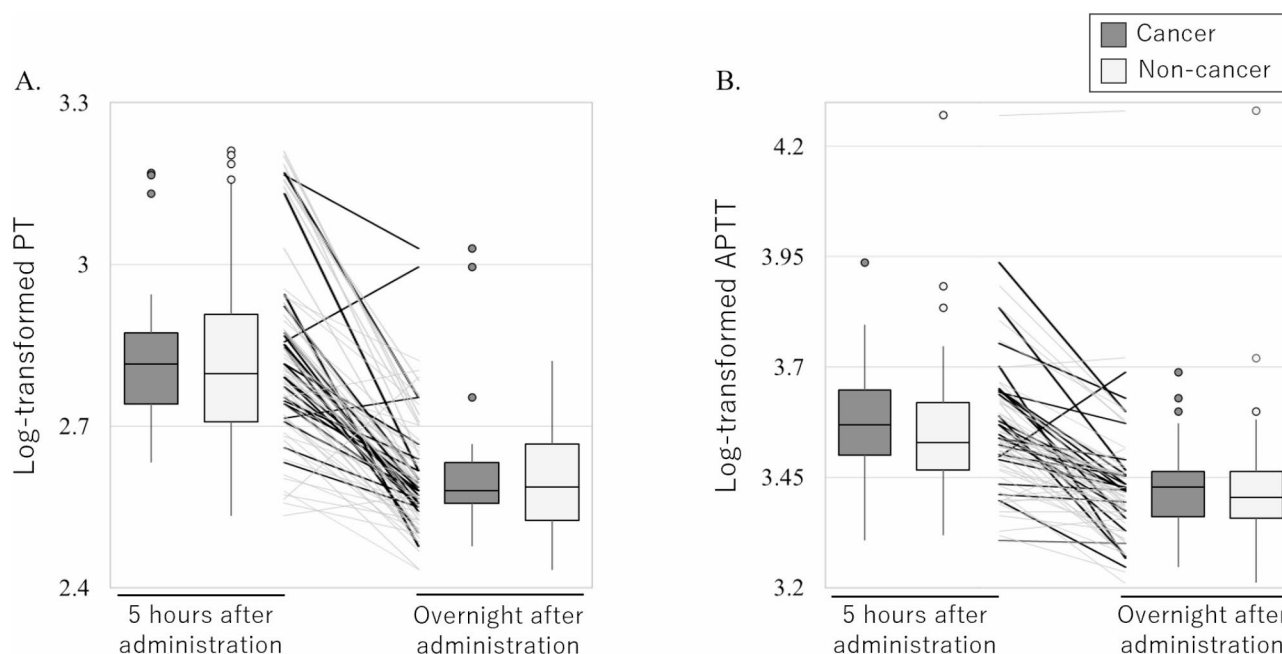 Cancer
Non-cancer
A.
B.
Log-transformed PT
3.3
3
2.7
2.4
5 hours after
administration
Overnight after
administration
Log-transformed APTT
4.2
3.95
3.7
3.45
3.2
5 hours after
administration
Overnight after
administration